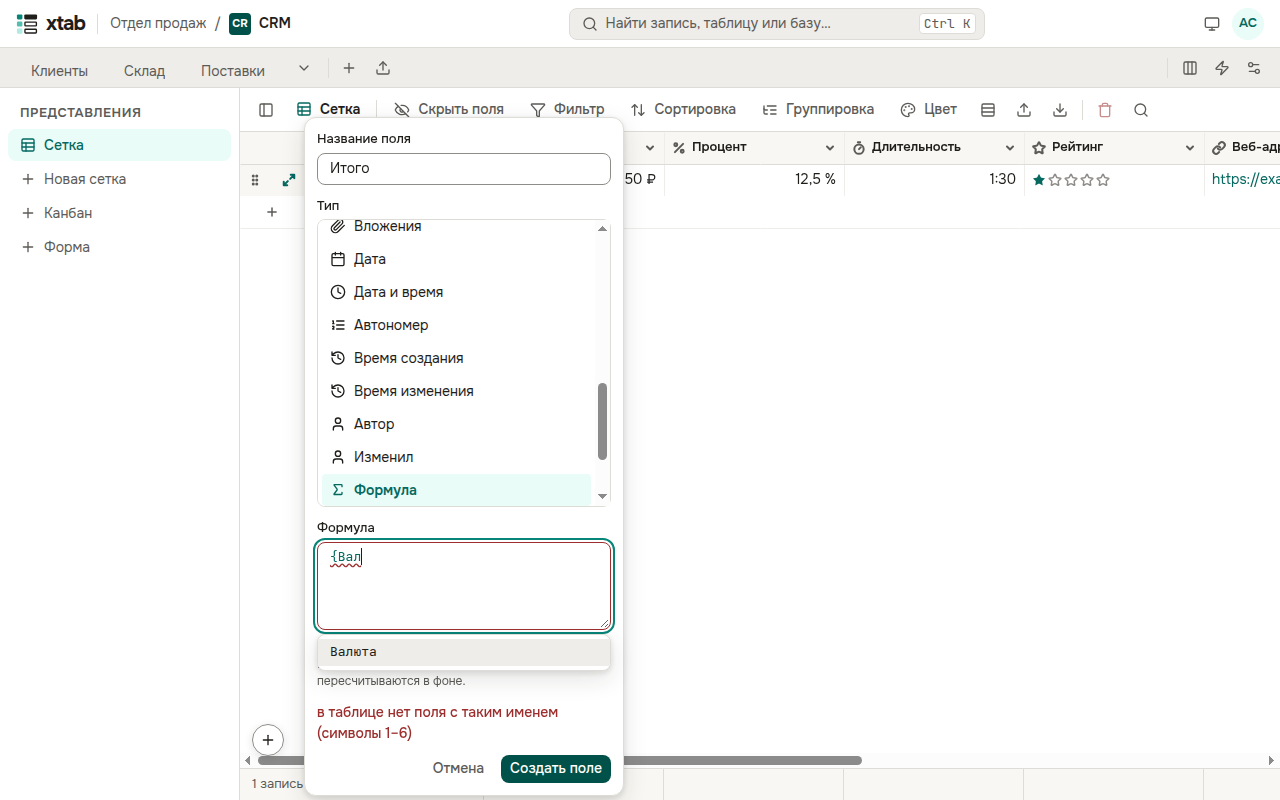 xtab
Отдел продаж / CR CRM
Найти запись, таблицу или базу… Ctrl K
АС
Клиенты Склад Поставки
ПРЕДСТАВЛЕНИЯ
Сетка
Новая сетка
Канбан
Форма
Сетка Скрыть поля Фильтр Сортировка Группировка Цвет
Процент Длительность Рейтинг Веб-адр
50 ₽ 12,5 % 1:30 https://exa
Название поля
Итого
Тип
Вложения
Дата
Дата и время
Автономер
Время создания
Время изменения
Автор
Изменил
Формула
Формула
{Вал
Валюта
пересчитываются в фоне.
в таблице нет поля с таким именем
(символы 1–6)
Отмена Создать поле
1 запись